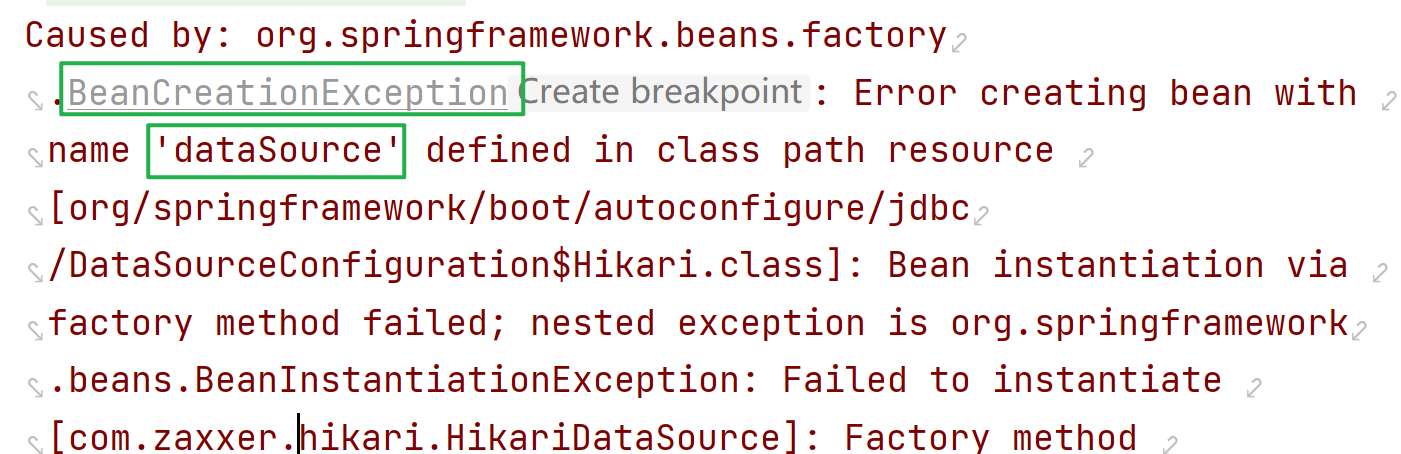 Caused by: org.springframework.beans.factory
.BeanCreationException Create breakpoint : Error creating bean with
name 'dataSource' defined in class path resource
[org/springframework/boot/autoconfigure/jdbc
/DataSourceConfiguration$Hikari.class]: Bean instantiation via
factory method failed; nested exception is org.springframework
.beans.BeanInstantiationException: Failed to instantiate
[com.zaxxer.hikari.HikariDataSource]: Factory method